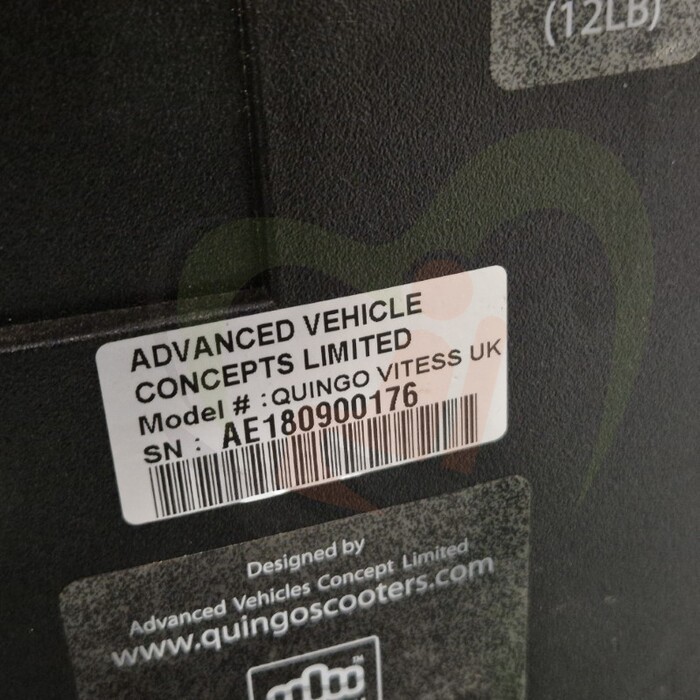 (12LB)
ADVANCED VEHICLE
CONCEPTS LIMITED
Model # :QUINGO VITESS UK
SN : AE180900176
Designed by
Advanced Vehicles Concept Limited
www.quingoscooters.com